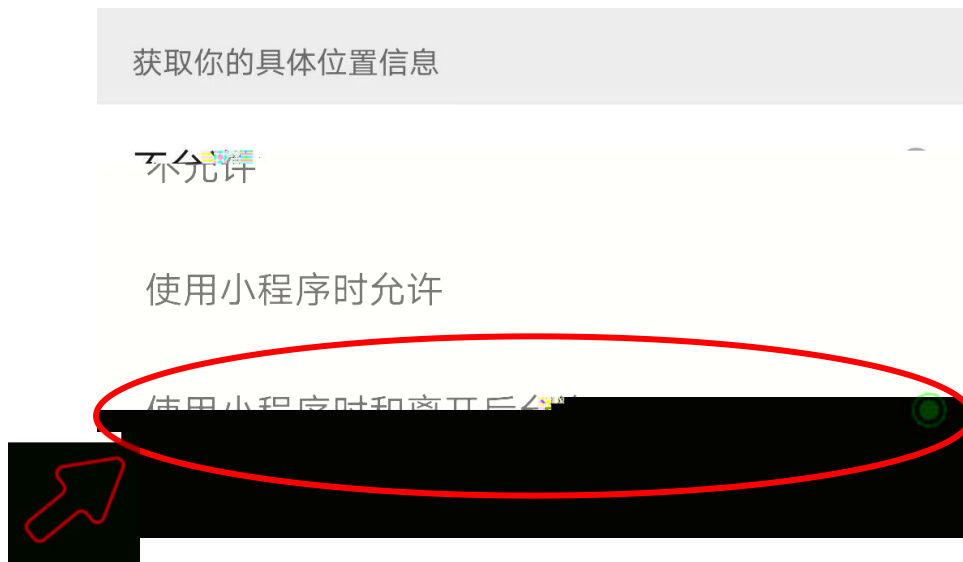 获取你的具体位置信息
不允许
使用小程序时允许
使用小程序时和离开后